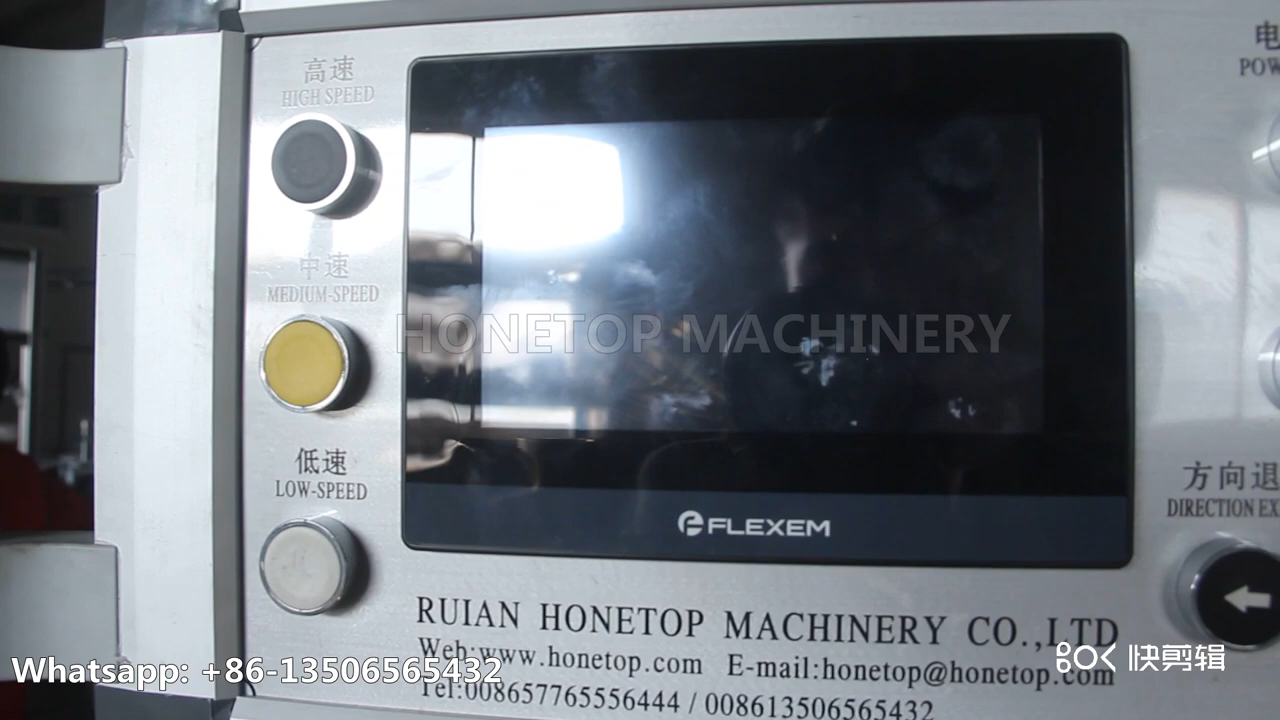 高速
HIGH SPEED
电
POW
中速
MEDIUM-SPEED
HONETOP MACHINERY
低速
LOW-SPEED
方向退
DIRECTION EX
FLEXEM
RUIAN HONETOP MACHINERY CO.,LTD
Web:www.honetop.com E-mail:honetop@honetop.com
快剪辑
Whatsapp: +86-13506565432
Tel:008657765556444 / 008613506565432